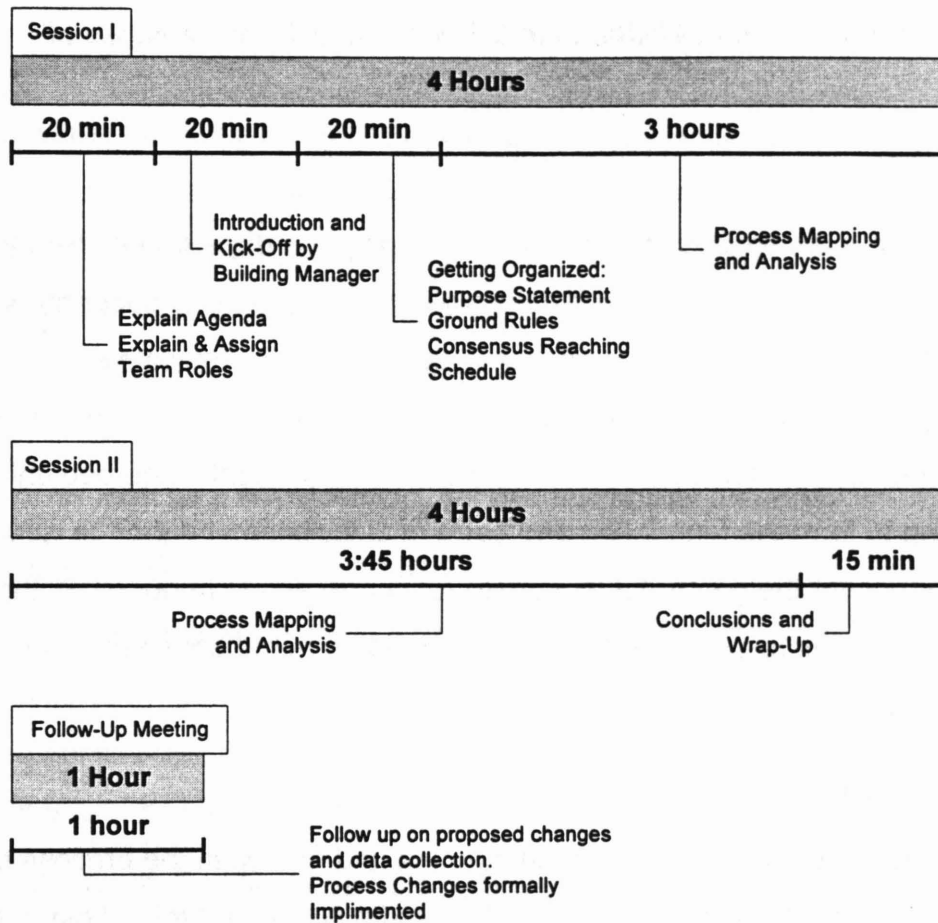 Session I
4 Hours
20 min
20 min
20 min
3 hours
Introduction and
Kick-Off by
Building Manager
Process Mapping
and Analysis
Getting Organized:
Purpose Statement
Ground Rules
Consensus Reaching
Schedule
Explain Agenda
Explain & Assign
Team Roles
Session II
4 Hours
3:45 hours
15 min
Process Mapping
and Analysis
Conclusions and
Wrap-Up
Follow-Up Meeting
1 Hour
1 hour
Follow up on proposed changes
and data collection.
Process Changes formally
Implimented